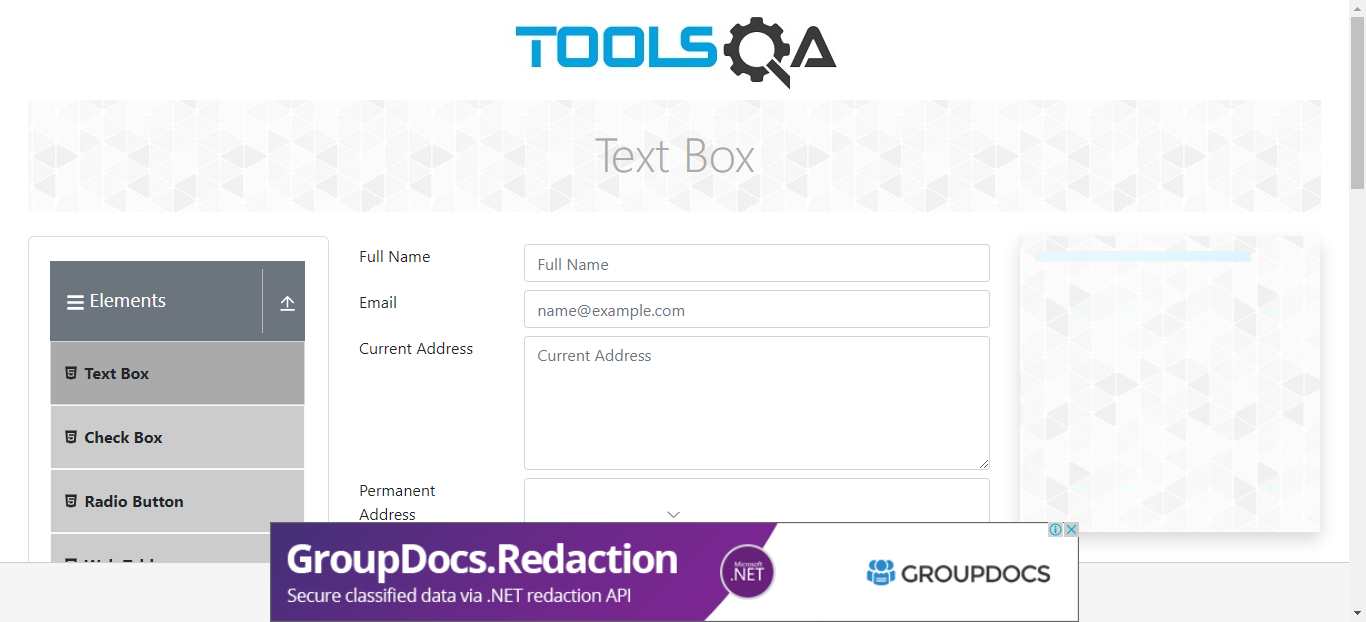 TOOLSQA
Text Box
Elements
Text Box
Check Box
Radio Button
Full Name
Full Name
Email
name@example.com
Current Address
Current Address
Permanent
Address
GroupDocs.Redaction
Secure classified data via .NET redaction API
Microsoft
.NET
GROUPDOCS